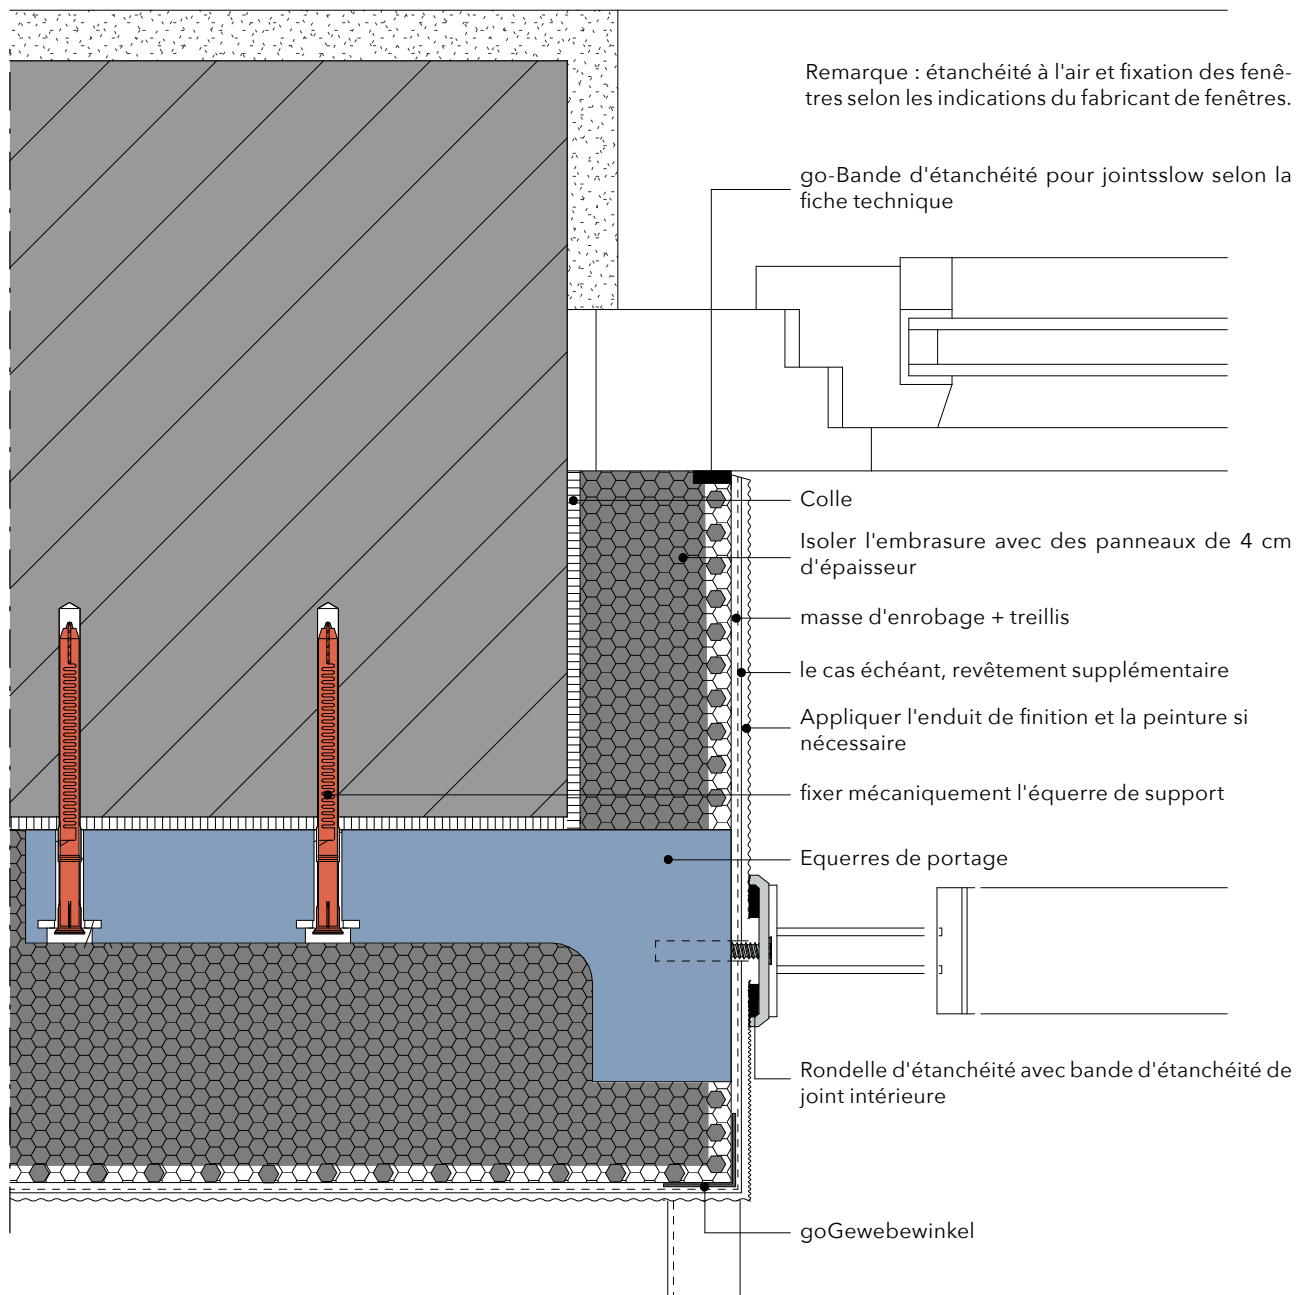 Remarque : étanchéité à l'air et fixation des fenê-
tres selon les indications du fabricant de fenêtres.
go-Bande d'étanchéité pour jointsslow selon la
fiche technique
Colle
Isoler l'embrasure avec des panneaux de 4 cm
d'épaisseur
masse d'enrobage + treillis
le cas échéant, revêtement supplémentaire
Appliquer l'enduit de finition et la peinture si
nécessaire
fixer mécaniquement l'équerre de support
Equerres de portage
Rondelle d'étanchéité avec bande d'étanchéité de
joint intérieure
goGewebewinkel